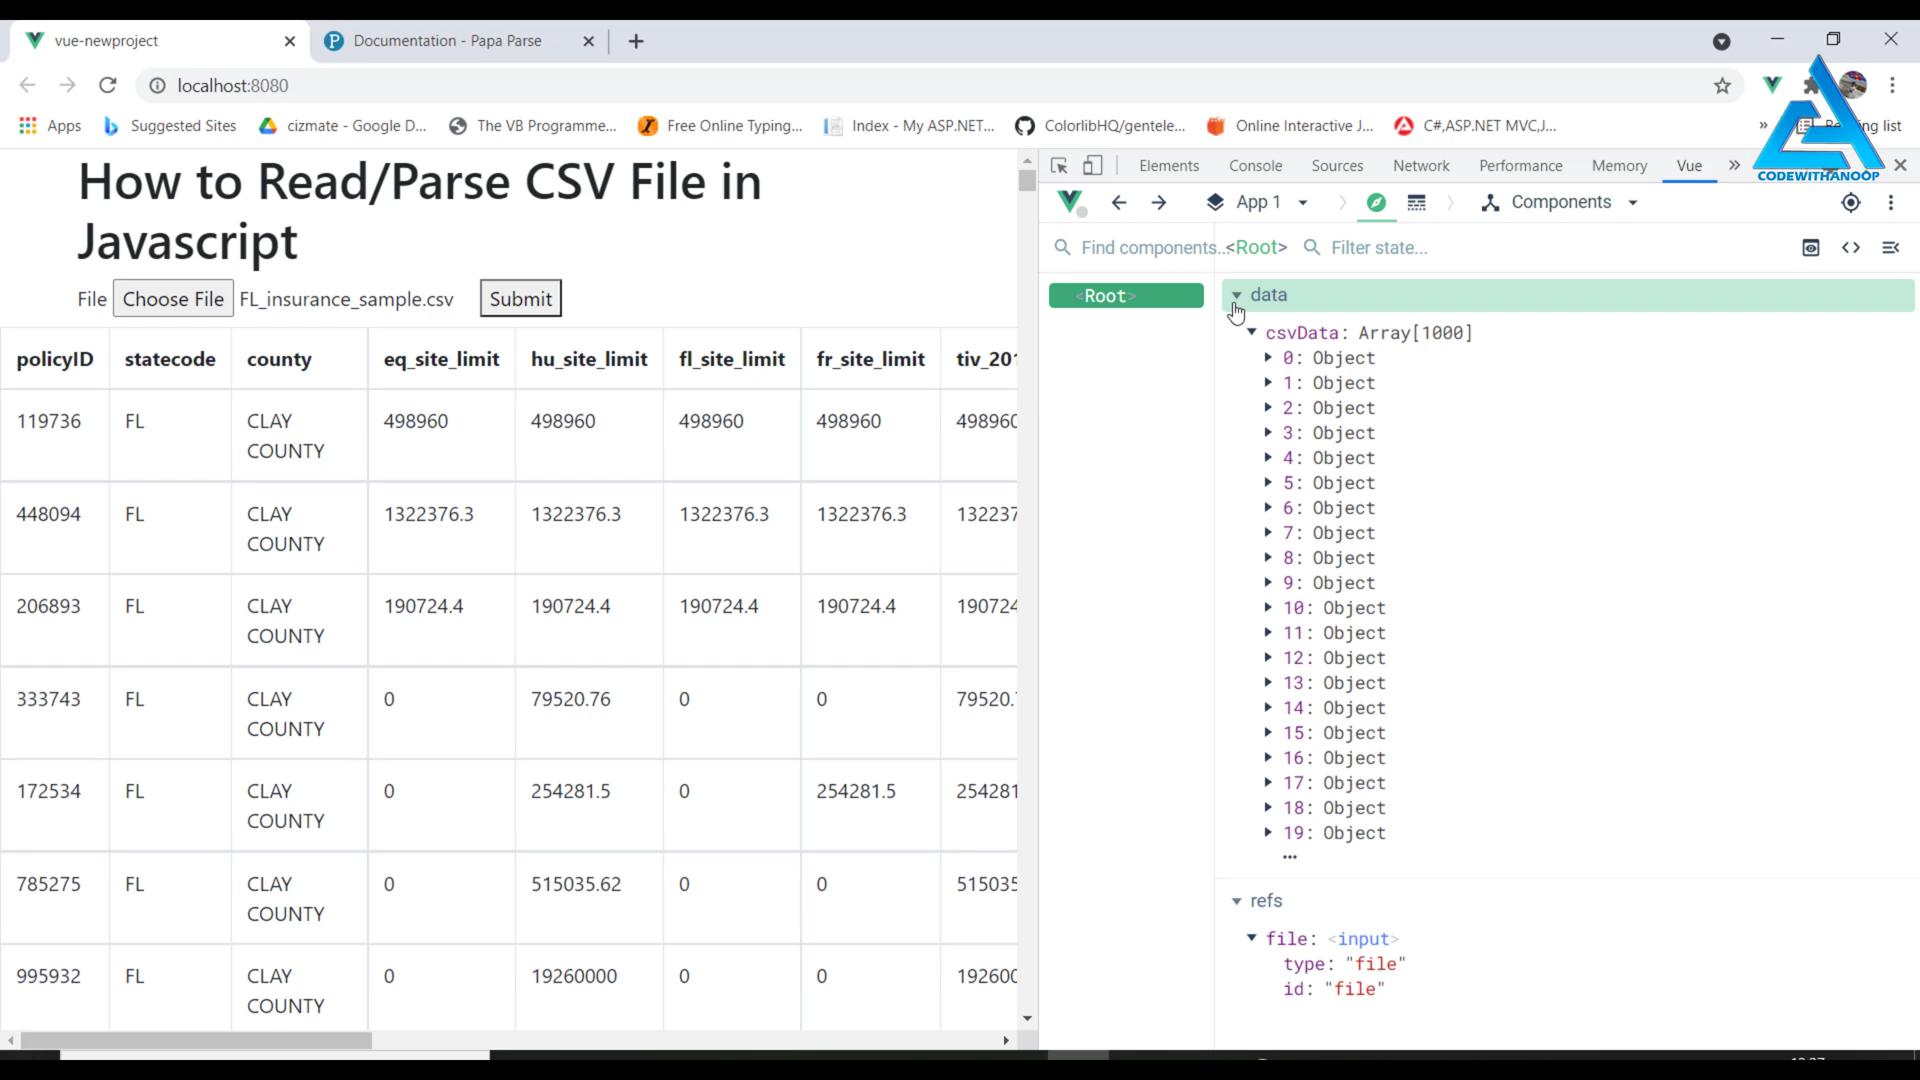 vue-newproject
Documentation - Papa Parse
localhost:8080
Apps
Suggested Sites
cizmate - Google D...
The VB Programme...
Free Online Typing...
Index - My ASP.NET...
ColorlibHQ/gentele...
Online Interactive J...
C#,ASP.NET MVC,J...
»
CODEWITHANOOP
How to Read/Parse CSV File in
Javascript
File Choose File FL_insurance_sample.csv Submit
policyID statecode county eq_site_limit hu_site_limit fl_site_limit fr_site_limit tiv_201
119736 FL CLAY COUNTY 498960 498960 498960 498960 498960
448094 FL CLAY COUNTY 1322376.3 1322376.3 1322376.3 1322376.3 132237
206893 FL CLAY COUNTY 190724.4 190724.4 190724.4 190724.4 190724
333743 FL CLAY COUNTY 0 79520.76 0 0 79520.
172534 FL CLAY COUNTY 0 254281.5 0 254281.5 254281
785275 FL CLAY COUNTY 0 515035.62 0 0 515035
995932 FL CLAY COUNTY 0 19260000 0 0 19260
Elements Console Sources Network Performance Memory Vue »
App 1 Components
Find components... <Root> Filter state...
<Root>
data
csvData: Array[1000]
0: Object
1: Object
2: Object
3: Object
4: Object
5: Object
6: Object
7: Object
8: Object
9: Object
10: Object
11: Object
12: Object
13: Object
14: Object
15: Object
16: Object
17: Object
18: Object
19: Object
...
refs
file: <input>
type: "file"
id: "file"